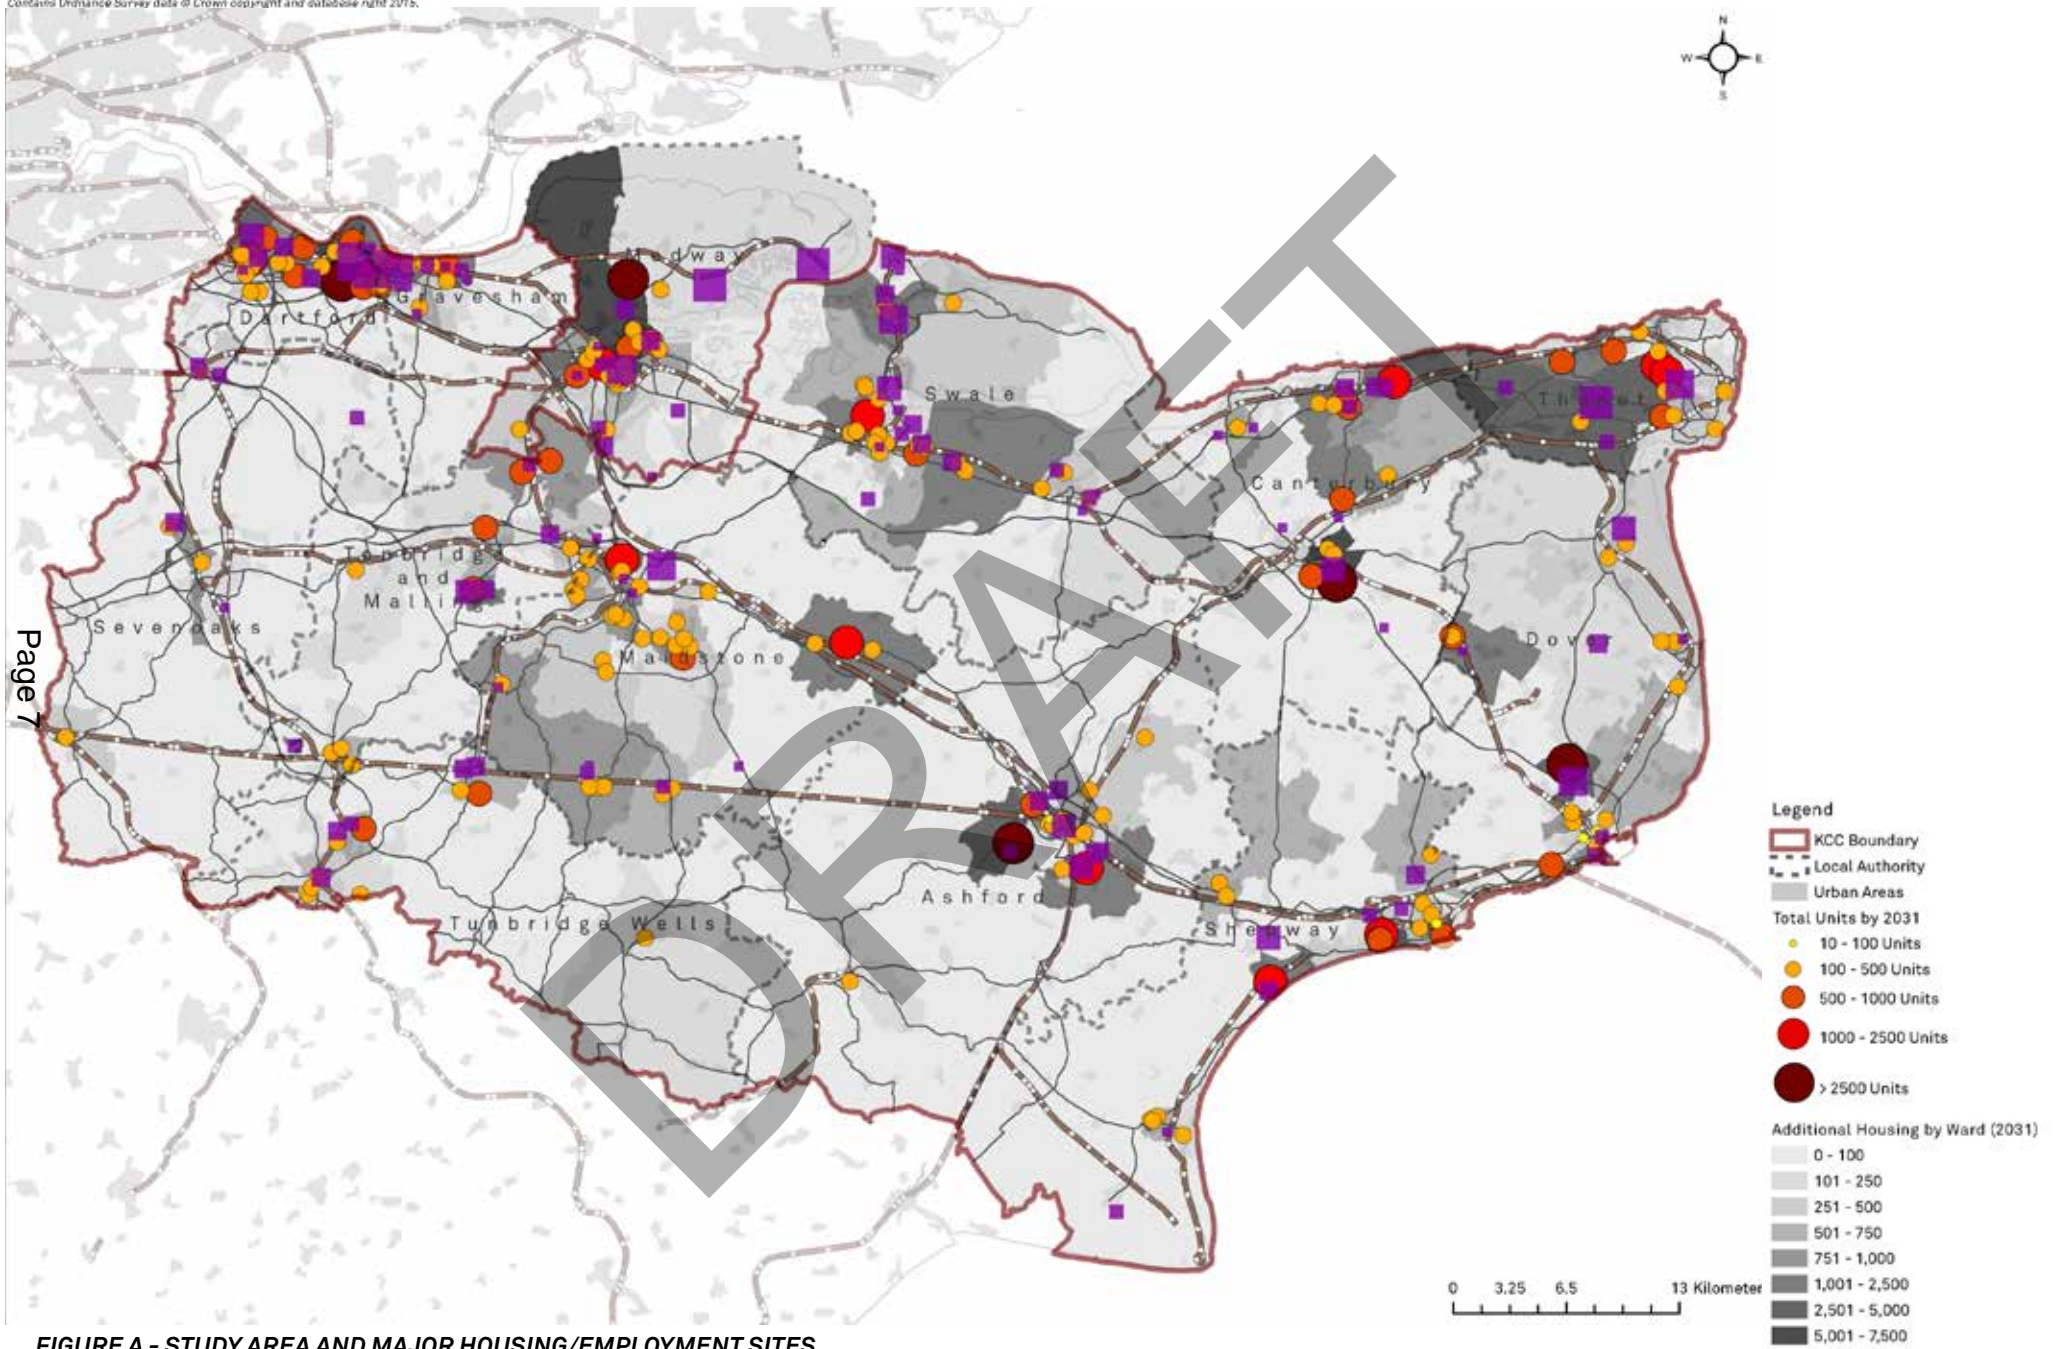 Contains Ordnance Survey data © Crown copyright and database right 2015.
N
W E
S
Medway
Gravesham
Dartford
Swale
Thanet
Canterbury
Tonbridge
and
Malling
Sevenoaks
Maidstone
Dover
Page 7
Ashford
Tunbridge Wells
Shepway
DRAFT
Legend
KCC Boundary
Local Authority
Urban Areas
Total Units by 2031
10 - 100 Units
100 - 500 Units
500 - 1000 Units
1000 - 2500 Units
> 2500 Units
Additional Housing by Ward (2031)
0 - 100
101 - 250
251 - 500
501 - 750
751 - 1,000
1,001 - 2,500
2,501 - 5,000
5,001 - 7,500
0 3.25 6.5 13 Kilometer
FIGURE A - STUDY AREA AND MAJOR HOUSING/EMPLOYMENT SITES